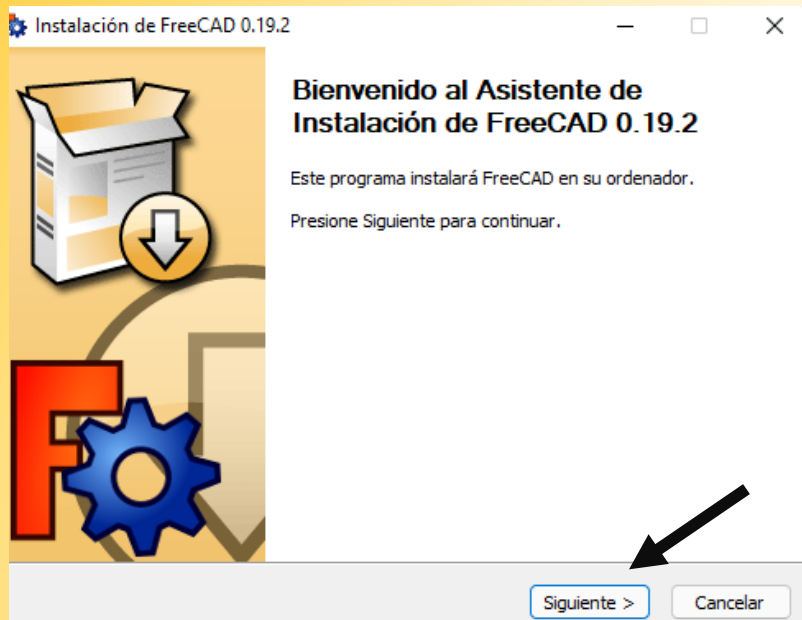 Instalación de FreeCAD 0.19.2
Bienvenido al Asistente de
Instalación de FreeCAD 0.19.2
Este programa instalará FreeCAD en su ordenador.
Presione Siguiente para continuar.
Siguiente >
Cancelar